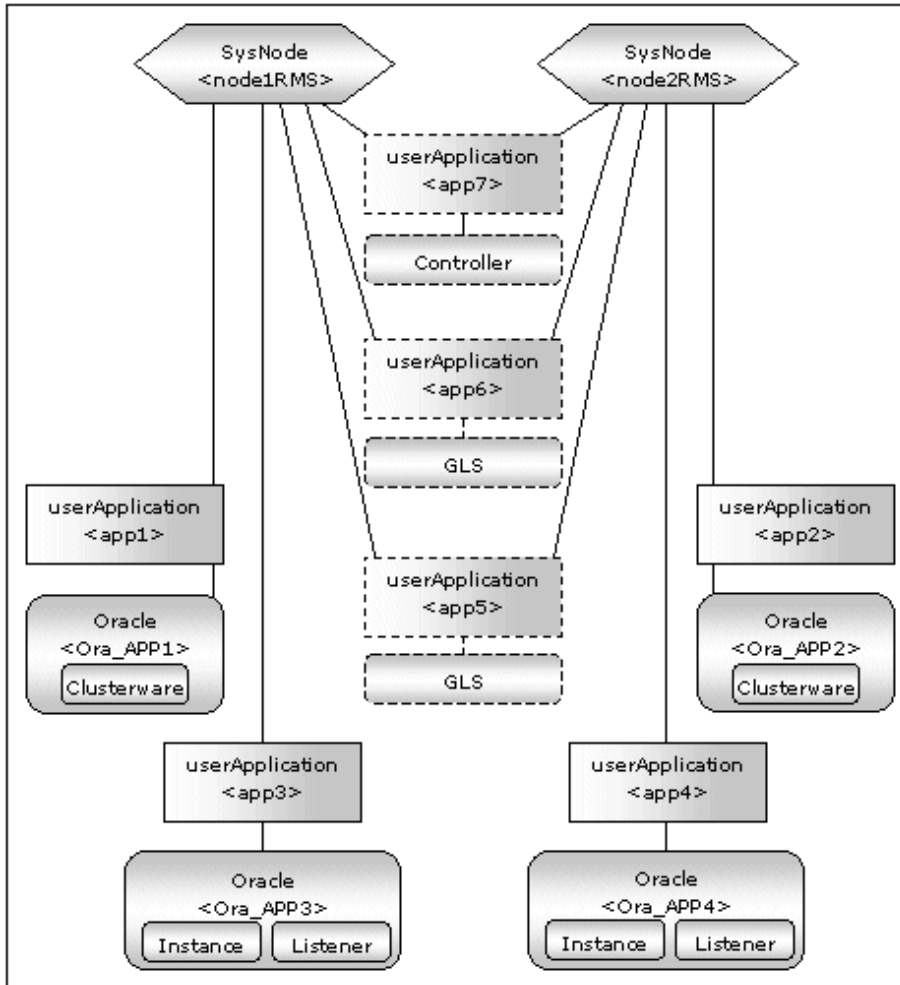 SysNode
<node1RMS>
SysNode
<node2RMS>
userApplication
<app7>
Controller
userApplication
<app6>
GLS
userApplication
<app1>
userApplication
<app2>
userApplication
<app5>
GLS
Oracle
<Ora_APP1>
Clusterware
Oracle
<Ora_APP2>
Clusterware
userApplication
<app3>
userApplication
<app4>
Oracle
<Ora_APP3>
Instance
Listener
Oracle
<Ora_APP4>
Instance
Listener